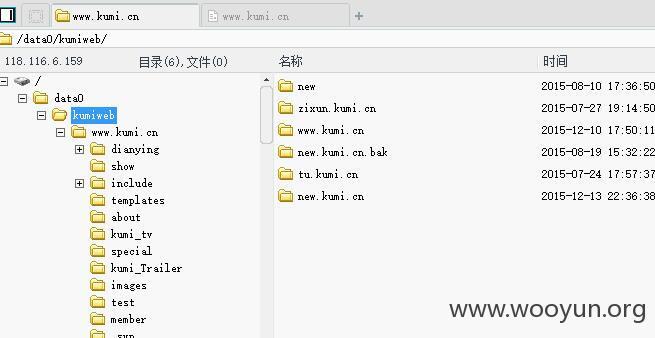 www.kumi.cn
www.kumi.cn
/data0/kumiweb/
118.116.6.159 目录(6),文件(0) 名称 时间
/
data0
kumiweb
www.kumi.cn
dianying
show
include
templates
about
kumi_tv
special
kumi_Trailer
images
test
member
.svn
new 2015-08-10 17:36:50
zixun.kumi.cn 2015-07-27 19:14:50
www.kumi.cn 2015-12-10 17:50:11
new.kumi.cn.bak 2015-08-19 15:32:22
tu.kumi.cn 2015-07-24 17:57:37
new.kumi.cn 2015-12-13 22:36:38
www.wooyun.org